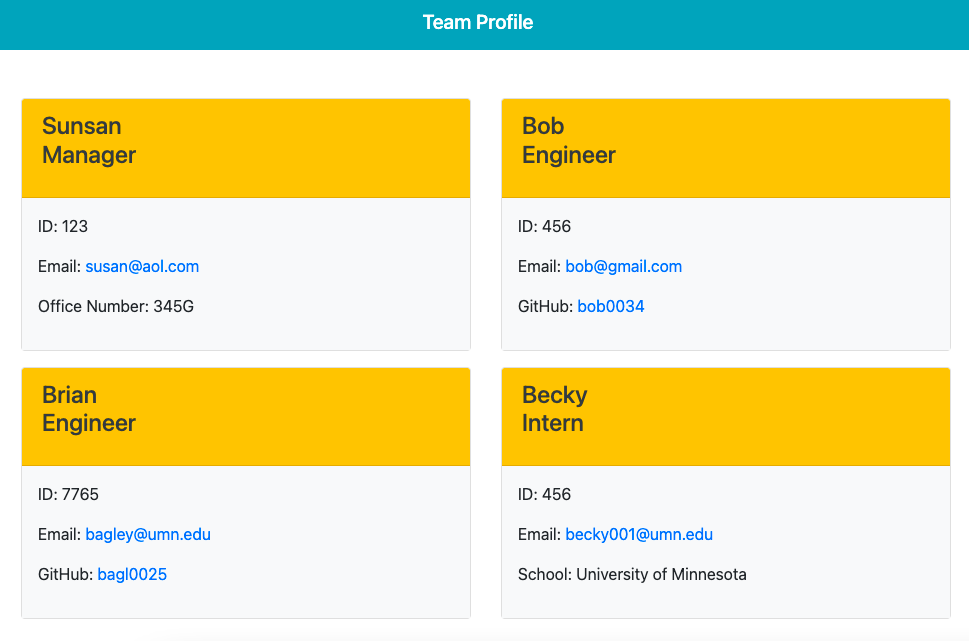 Team Profile
Sunsan
Manager
ID: 123
Email: susan@aol.com
Office Number: 345G
Bob
Engineer
ID: 456
Email: bob@gmail.com
GitHub: bob0034
Brian
Engineer
ID: 7765
Email: bagley@umn.edu
GitHub: bagl0025
Becky
Intern
ID: 456
Email: becky001@umn.edu
School: University of Minnesota